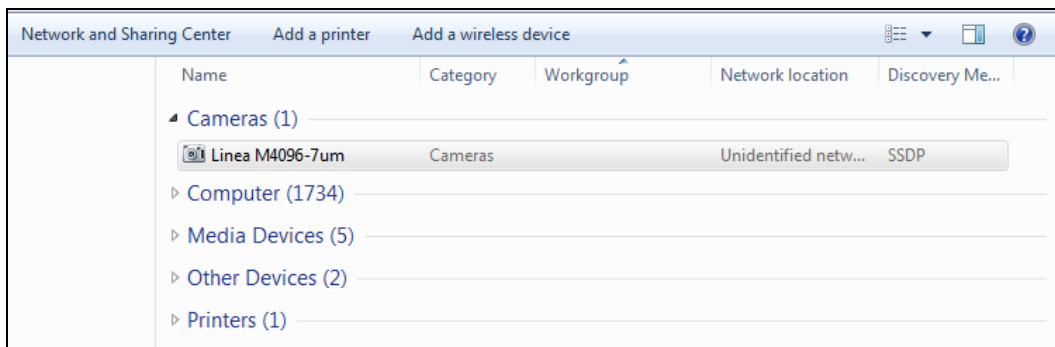 Network and Sharing Center Add a printer Add a wireless device
Name Category Workgroup Network location Discovery Me...
Cameras (1)
Linea M4096-7um Cameras Unidentified netw... SSDP
Computer (1734)
Media Devices (5)
Other Devices (2)
Printers (1)